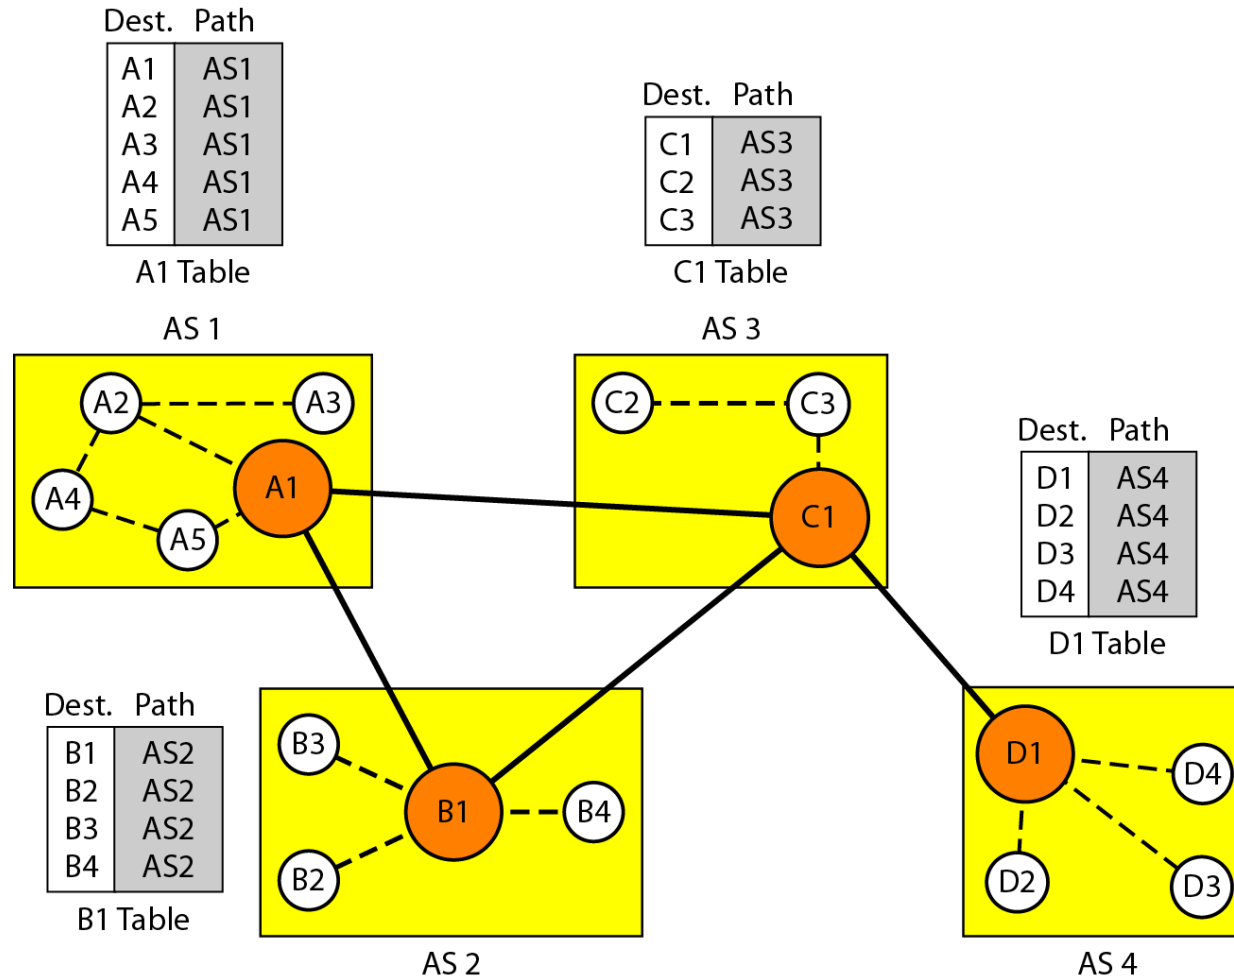 Dest. Path
A1 AS1
A2 AS1
A3 AS1
A4 AS1
A5 AS1
A1 Table
Dest. Path
C1 AS3
C2 AS3
C3 AS3
C1 Table
AS 1
A2
A3
A4
A1
A5
AS 3
C2
C3
C1
Dest. Path
D1 AS4
D2 AS4
D3 AS4
D4 AS4
D1 Table
Dest. Path
B1 AS2
B2 AS2
B3 AS2
B4 AS2
B1 Table
B3
B1
B4
B2
AS 2
D1
D4
D2
D3
AS 4